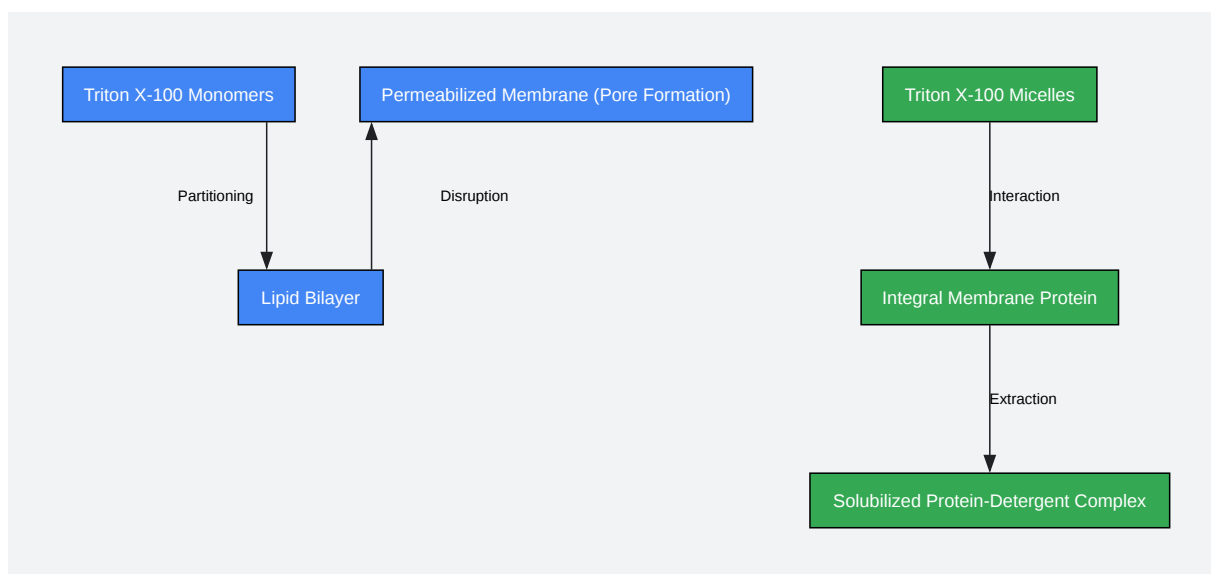 Triton X-100 Monomers
Permeabilized Membrane (Pore Formation)
Triton X-100 Micelles
Partitioning
Disruption
Interaction
Lipid Bilayer
Integral Membrane Protein
Extraction
Solubilized Protein-Detergent Complex